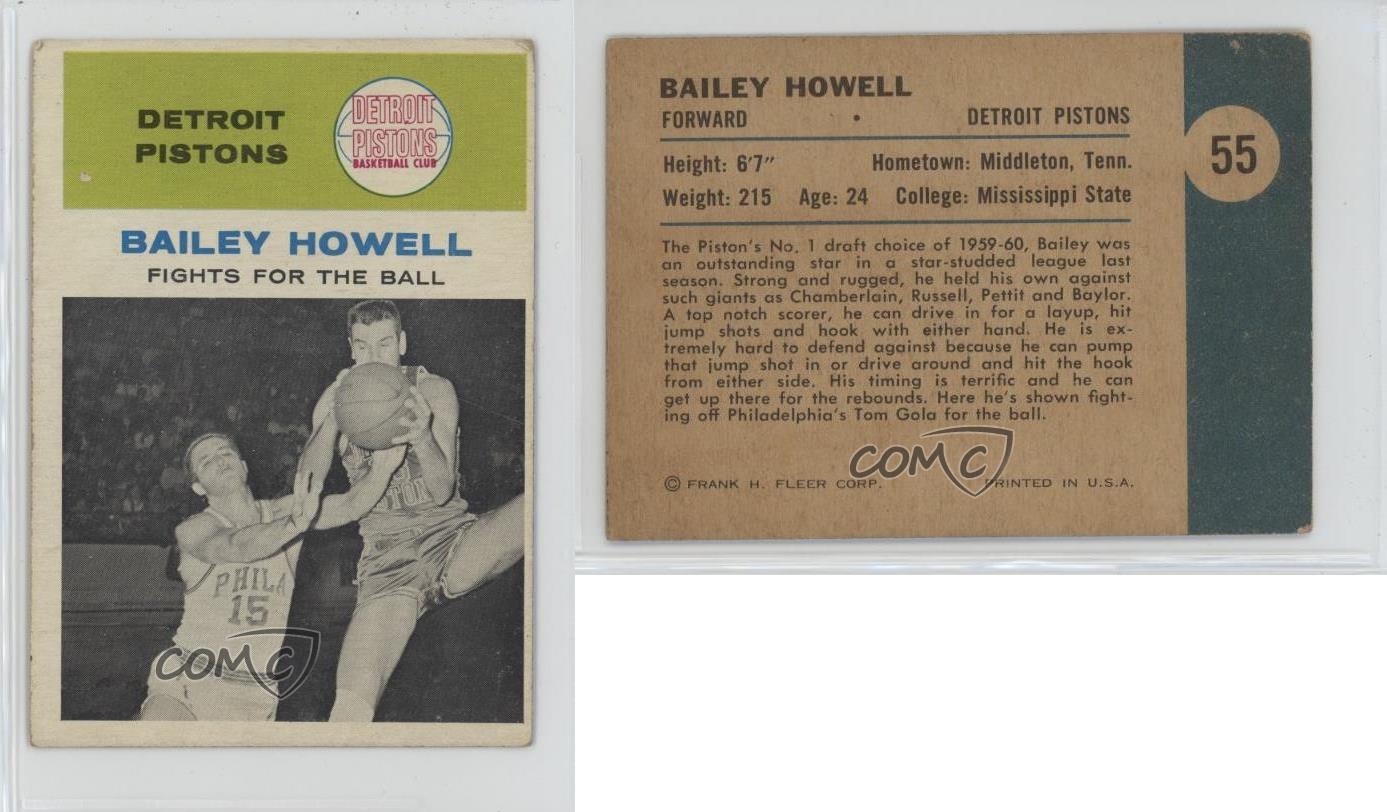 DETROIT
PISTONS
DETROIT
PISTONS
BASKETBALL CLUB
BAILEY HOWELL
FIGHTS FOR THE BALL
PHILA
15
TON
COMC
BAILEY HOWELL
FORWARD • DETROIT PISTONS
55
Height: 6'7" Hometown: Middleton, Tenn.
Weight: 215 Age: 24 College: Mississippi State
The Piston's No. 1 draft choice of 1959-60, Bailey was
an outstanding star in a star-studded league last
season. Strong and rugged, he held his own against
such giants as Chamberlain, Russell, Pettit and Baylor.
A top notch scorer, he can drive in for a layup, hit
jump shots and hook with either hand. He is ex-
tremely hard to defend against because he can pump
that jump shot in or drive around and hit the hook
from either side. His timing is terrific and he can
get up there for the rebounds. Here he's shown fight-
ing off Philadelphia's Tom Gola for the ball.
COMC
© FRANK H. FLEER CORP. PRINTED IN U.S.A.